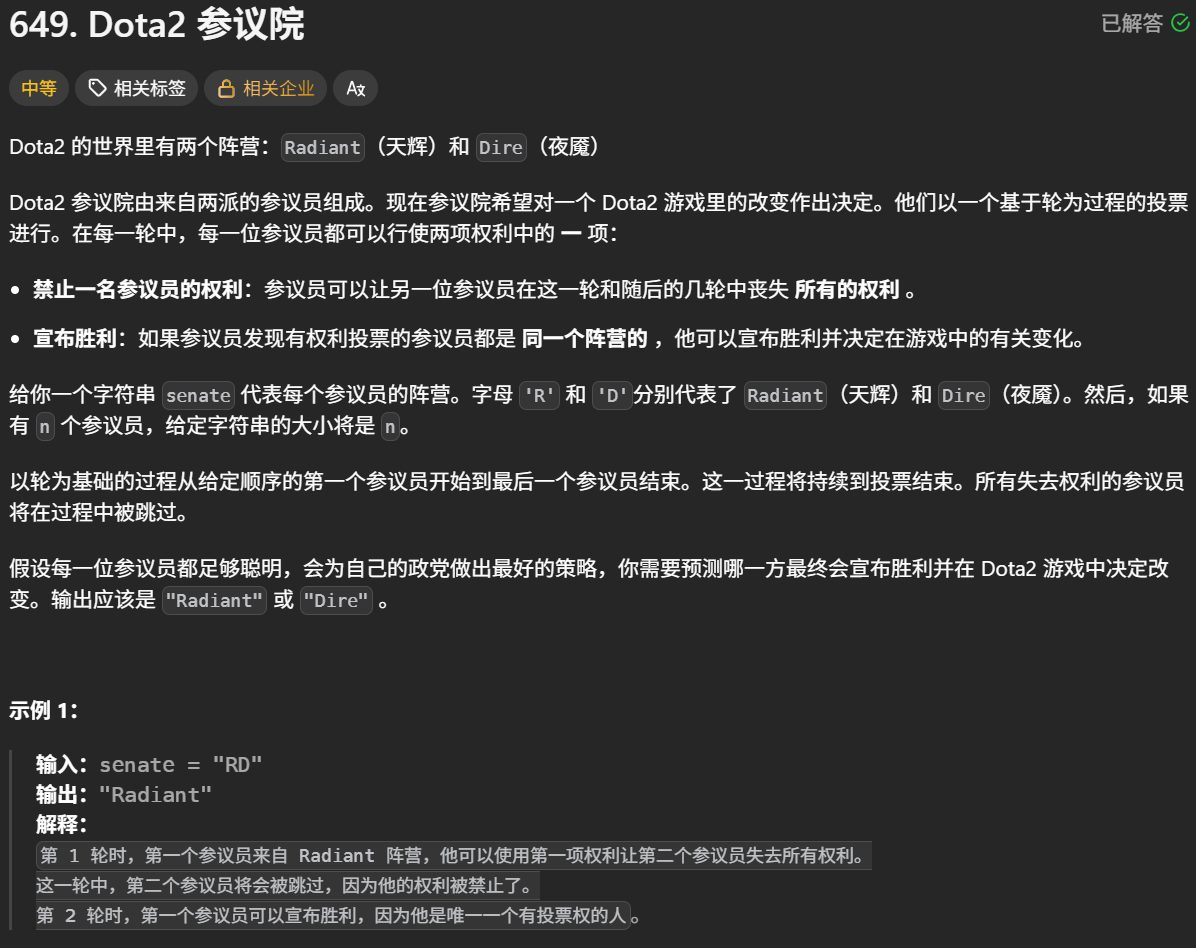 649. Dota2 参议院
已解答
中等
相关标签
相关企业
Dota2 的世界里有两个阵营：Radiant（天辉）和 Dire（夜魇）
Dota2 参议院由来自两派的参议员组成。现在参议院希望对一个 Dota2 游戏里的改变作出决定。他们以一个基于轮为过程的投票
进行。在每一轮中，每一位参议员都可以行使两项权利中的 一 项：
• 禁止一名参议员的权利：参议员可以让另一位参议员在这一轮和随后的几轮中丧失 所有的权利 。
• 宣布胜利：如果参议员发现有权利投票的参议员都是 同一个阵营的 ，他可以宣布胜利并决定在游戏中的有关变化。
给你一个字符串 senate 代表每个参议员的阵营。字母 'R' 和 'D'分别代表了 Radiant（天辉）和 Dire（夜魇）。然后，如果
有 n 个参议员，给定字符串的大小将是 n。
以轮为基础的过程从给定顺序的第一个参议员开始到最后一个参议员结束。这一过程将持续到投票结束。所有失去权利的参议员
将在过程中被跳过。
假设每一位参议员都足够聪明，会为自己的政党做出最好的策略，你需要预测哪一方最终会宣布胜利并在 Dota2 游戏中决定改
变。输出应该是 "Radiant" 或 "Dire" 。
示例 1：
输入：senate = "RD"
输出："Radiant"
解释：
第 1 轮时，第一个参议员来自 Radiant 阵营，他可以使用第一项权利让第二个参议员失去所有权利。
这一轮中，第二个参议员将会被跳过，因为他的权利被禁止了。
第 2 轮时，第一个参议员可以宣布胜利，因为他是唯一一个有投票权的人。